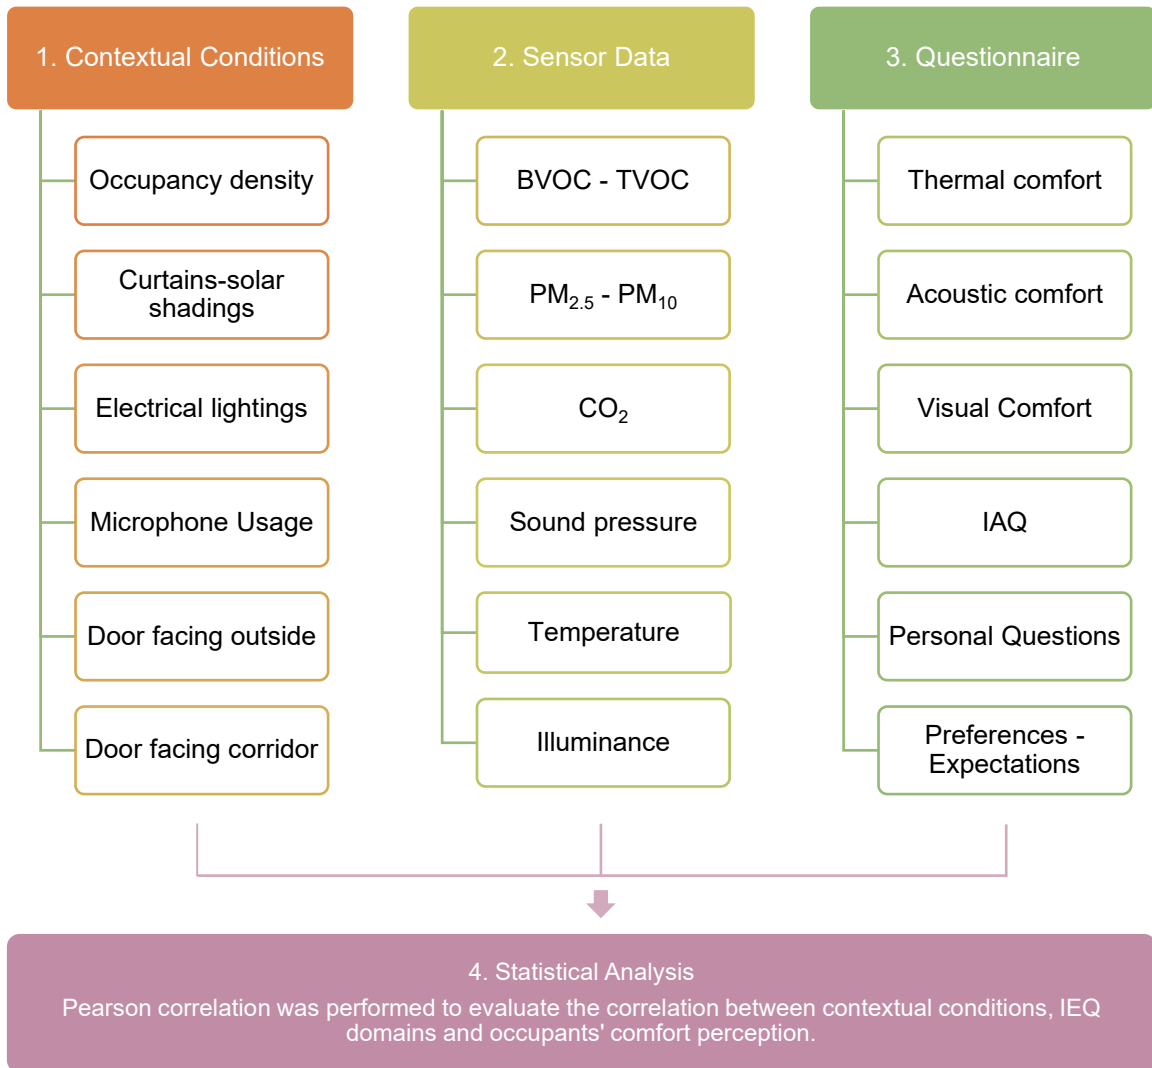 1. Contextual Conditions
Occupancy density
Curtains-solar
shadings
Electrical lightings
Microphone Usage
Door facing outside
Door facing corridor
2. Sensor Data
BVOC - TVOC
PM2.5 - PM10
CO2
Sound pressure
Temperature
Illuminance
3. Questionnaire
Thermal comfort
Acoustic comfort
Visual Comfort
IAQ
Personal Questions
Preferences -
Expectations
4. Statistical Analysis
Pearson correlation was performed to evaluate the correlation between contextual conditions, IEQ
domains and occupants' comfort perception.